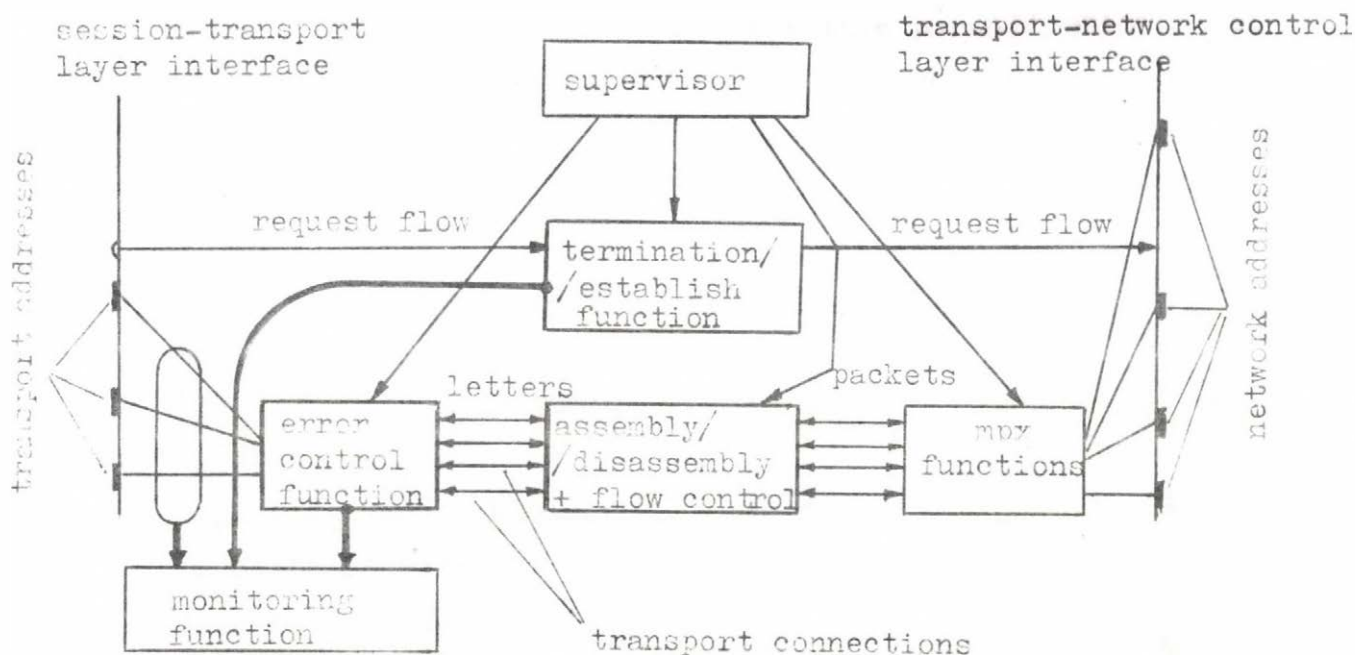 session-transport
layer interface
transport-network control
layer interface
supervisor
transport addresses
network addresses
request flow
request flow
termination/
/establish
function
letters
packets
error
control
function
assembly/
/disassembly
+ flow control
mpx
functions
monitoring
function
transport connections